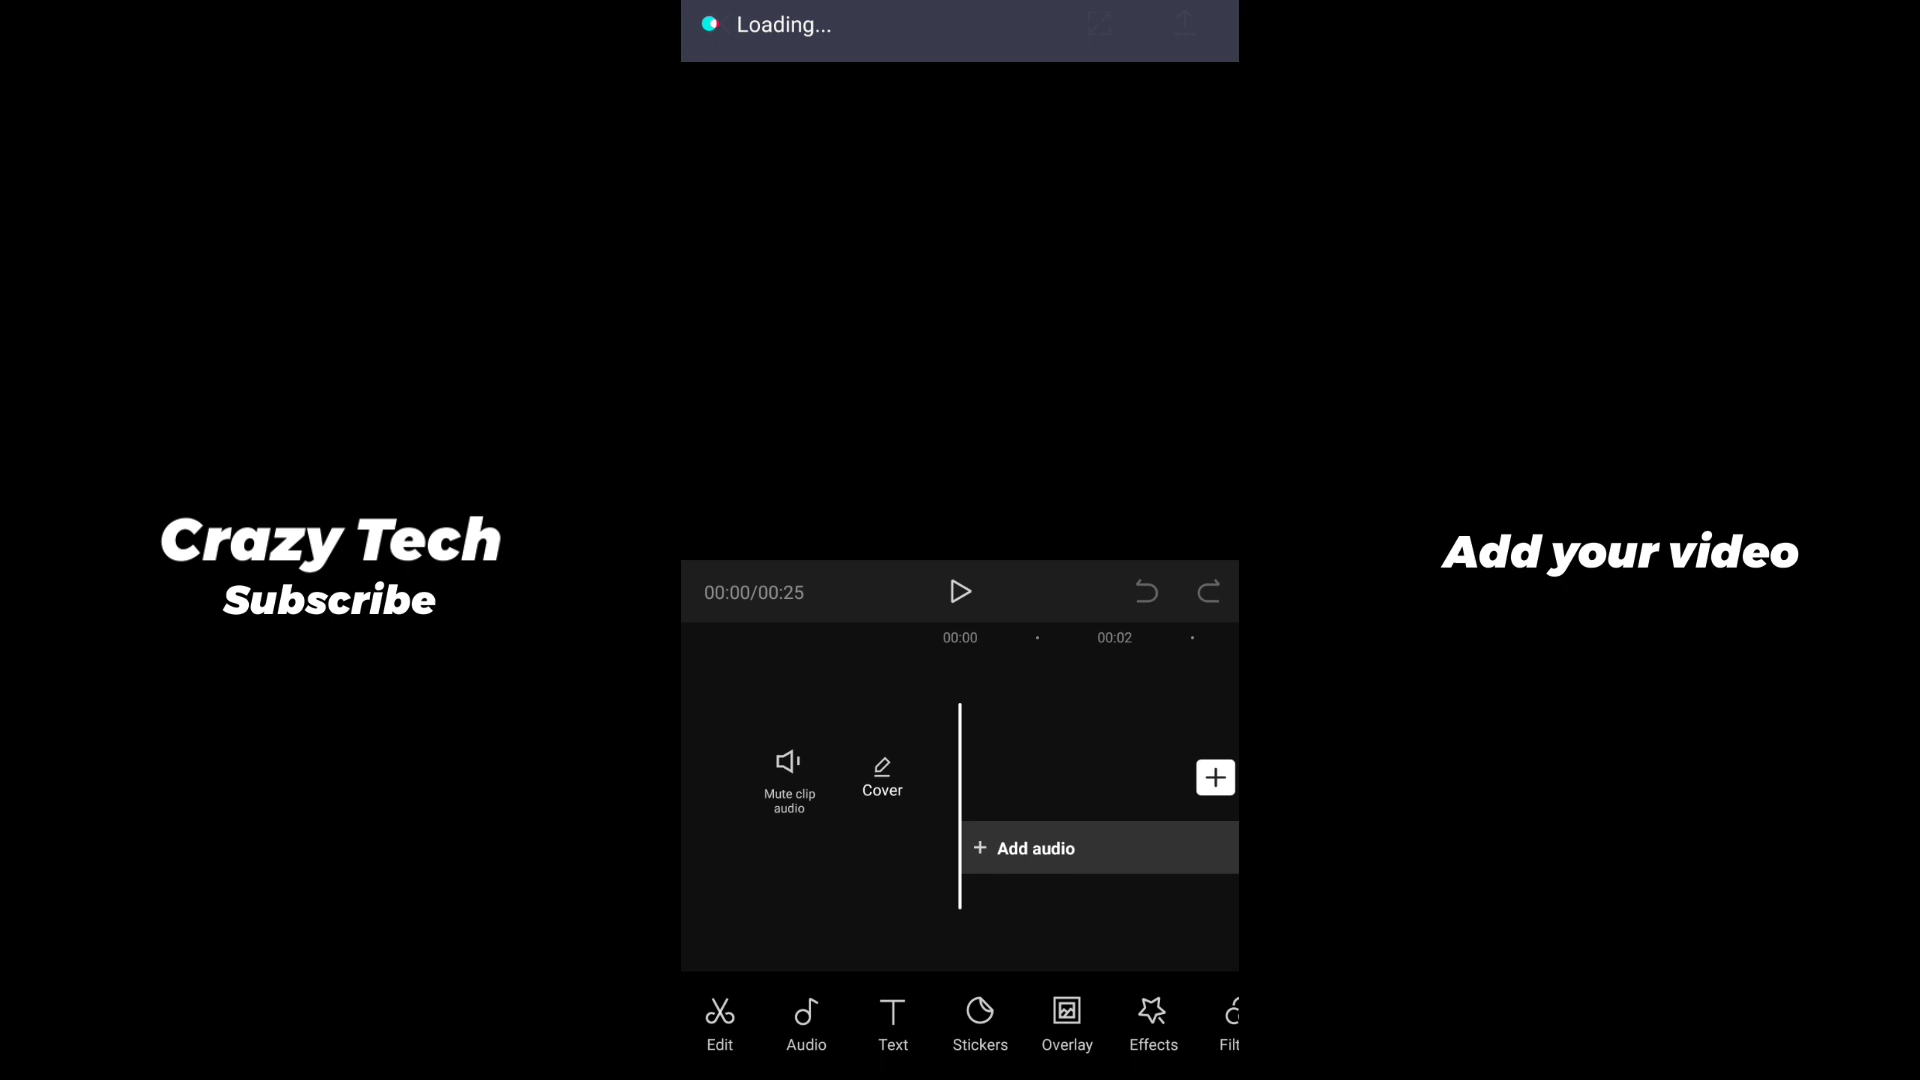 Loading...
Crazy Tech
Subscribe
Add your video
00:00/00:25
00:00
00:02
Mute clip
audio
Cover
+ Add audio
Edit
Audio
Text
Stickers
Overlay
Effects
Filt